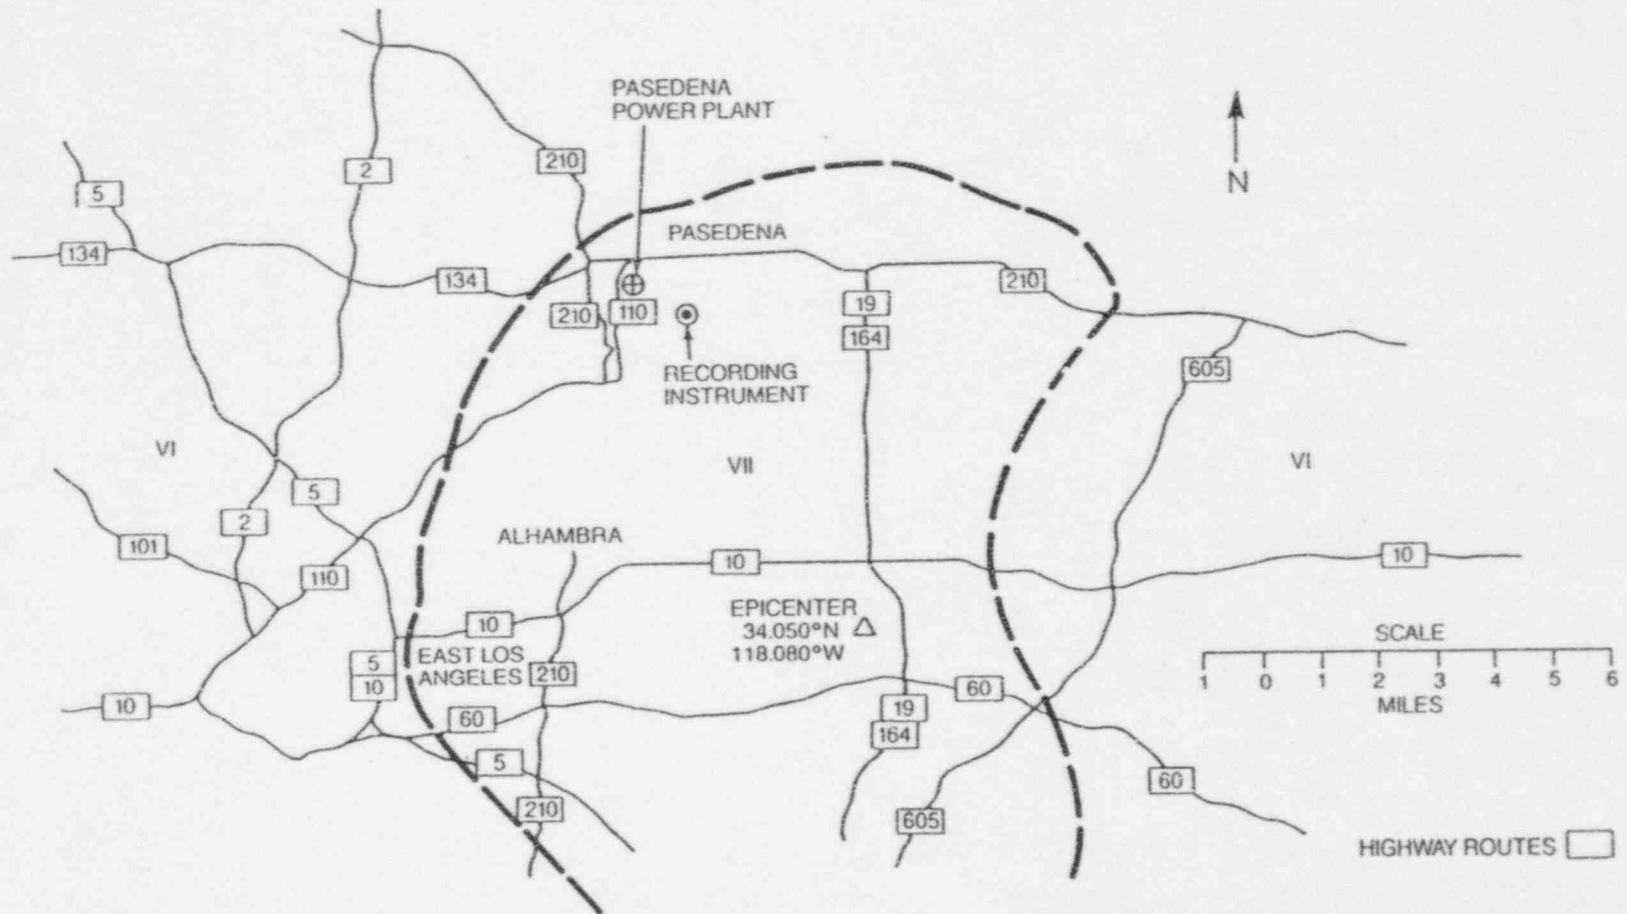 PASEDENA
POWER PLANT
N
2
210
5
134
PASEDENA
134
210
210
110
19
164
RECORDING
INSTRUMENT
605
VI
VII
VI
5
2
101
110
ALHAMBRA
10
10
10
EPICENTER
34.050°N
118.080°W
EAST LOS
ANGELES
5
10
210
10
60
5
210
60
19
164
605
60
SCALE
1 0 1 2 3 4 5 6
MILES
HIGHWAY ROUTES